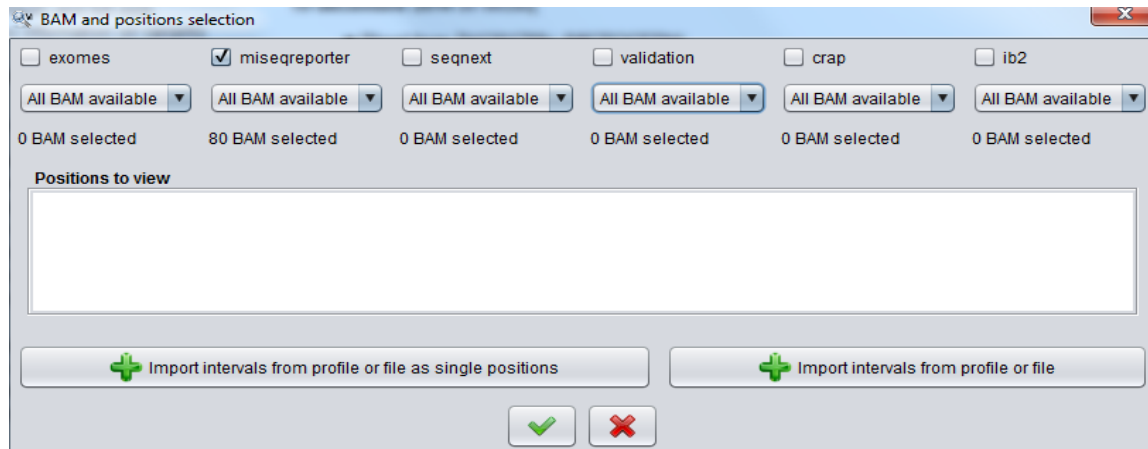 BAM and positions selection
exomes miseqreporter seqnext validation crap ib2
All BAM available All BAM available All BAM available All BAM available All BAM available All BAM available
0 BAM selected 80 BAM selected 0 BAM selected 0 BAM selected 0 BAM selected 0 BAM selected
Positions to view
Import intervals from profile or file as single positions Import intervals from profile or file